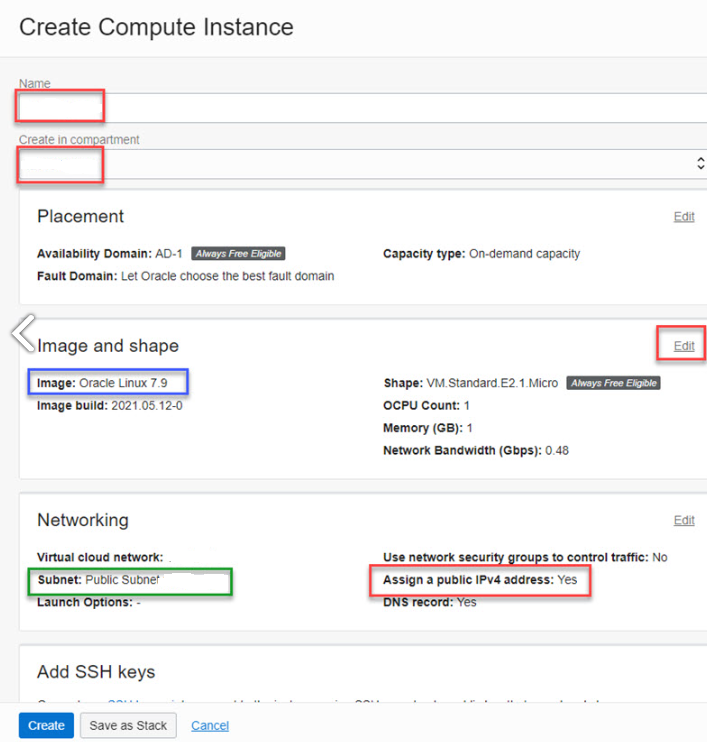 Create Compute Instance
Name
Create in compartment
Placement
Edit
Availability Domain: AD-1 Always Free Eligible
Capacity type: On-demand capacity
Fault Domain: Let Oracle choose the best fault domain
Image and shape
Edit
Image: Oracle Linux 7.9
Shape: VM.Standard.E2.1.Micro Always Free Eligible
Image build: 2021.05.12-0
OCPU Count: 1
Memory (GB): 1
Network Bandwidth (Gbps): 0.48
Networking
Edit
Virtual cloud network:
Use network security groups to control traffic: No
Subnet: Public Subnet
Assign a public IPv4 address: Yes
Launch Options: -
DNS record: Yes
Add SSH keys
Create
Save as Stack
Cancel